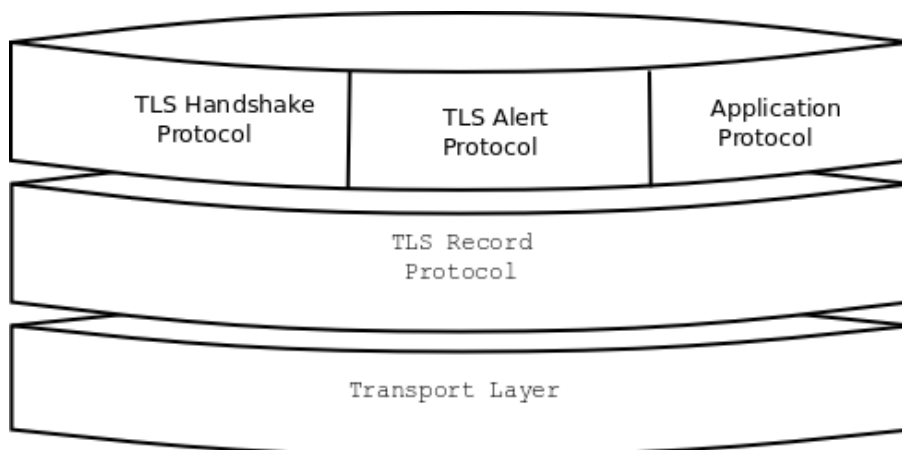 TLS Handshake
Protocol
TLS Alert
Protocol
Application
Protocol
TLS Record
Protocol
Transport Layer